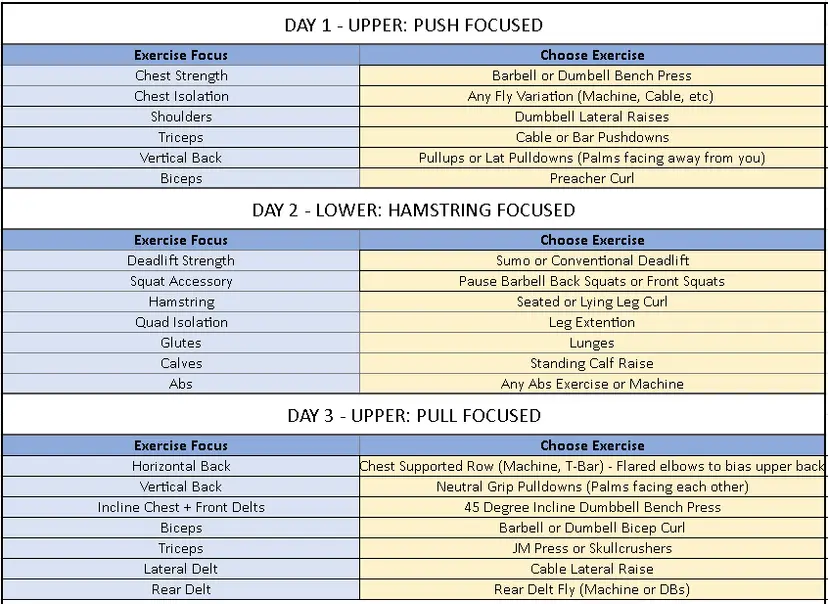 DAY 1 - UPPER: PUSH FOCUSED
Exercise Focus Choose Exercise
Chest Strength Barbell or Dumbell Bench Press
Chest Isolation Any Fly Variation (Machine, Cable, etc)
Shoulders Dumbbell Lateral Raises
Triceps Cable or Bar Pushdowns
Vertical Back Pullups or Lat Pulldowns (Palms facing away from you)
Biceps Preacher Curl
DAY 2 - LOWER: HAMSTRING FOCUSED
Exercise Focus Choose Exercise
Deadlift Strength Sumo or Conventional Deadlift
Squat Accessory Pause Barbell Back Squats or Front Squats
Hamstring Seated or Lying Leg Curl
Quad Isolation Leg Extention
Glutes Lunges
Calves Standing Calf Raise
Abs Any Abs Exercise or Machine
DAY 3 - UPPER: PULL FOCUSED
Exercise Focus Choose Exercise
Horizontal Back Chest Supported Row (Machine, T-Bar) - Flared elbows to bias upper back
Vertical Back Neutral Grip Pulldowns (Palms facing each other)
Incline Chest + Front Delts 45 Degree Incline Dumbbell Bench Press
Biceps Barbell or Dumbell Bicep Curl
Triceps JM Press or Skullcrushers
Lateral Delt Cable Lateral Raise
Rear Delt Rear Delt Fly (Machine or DBs)